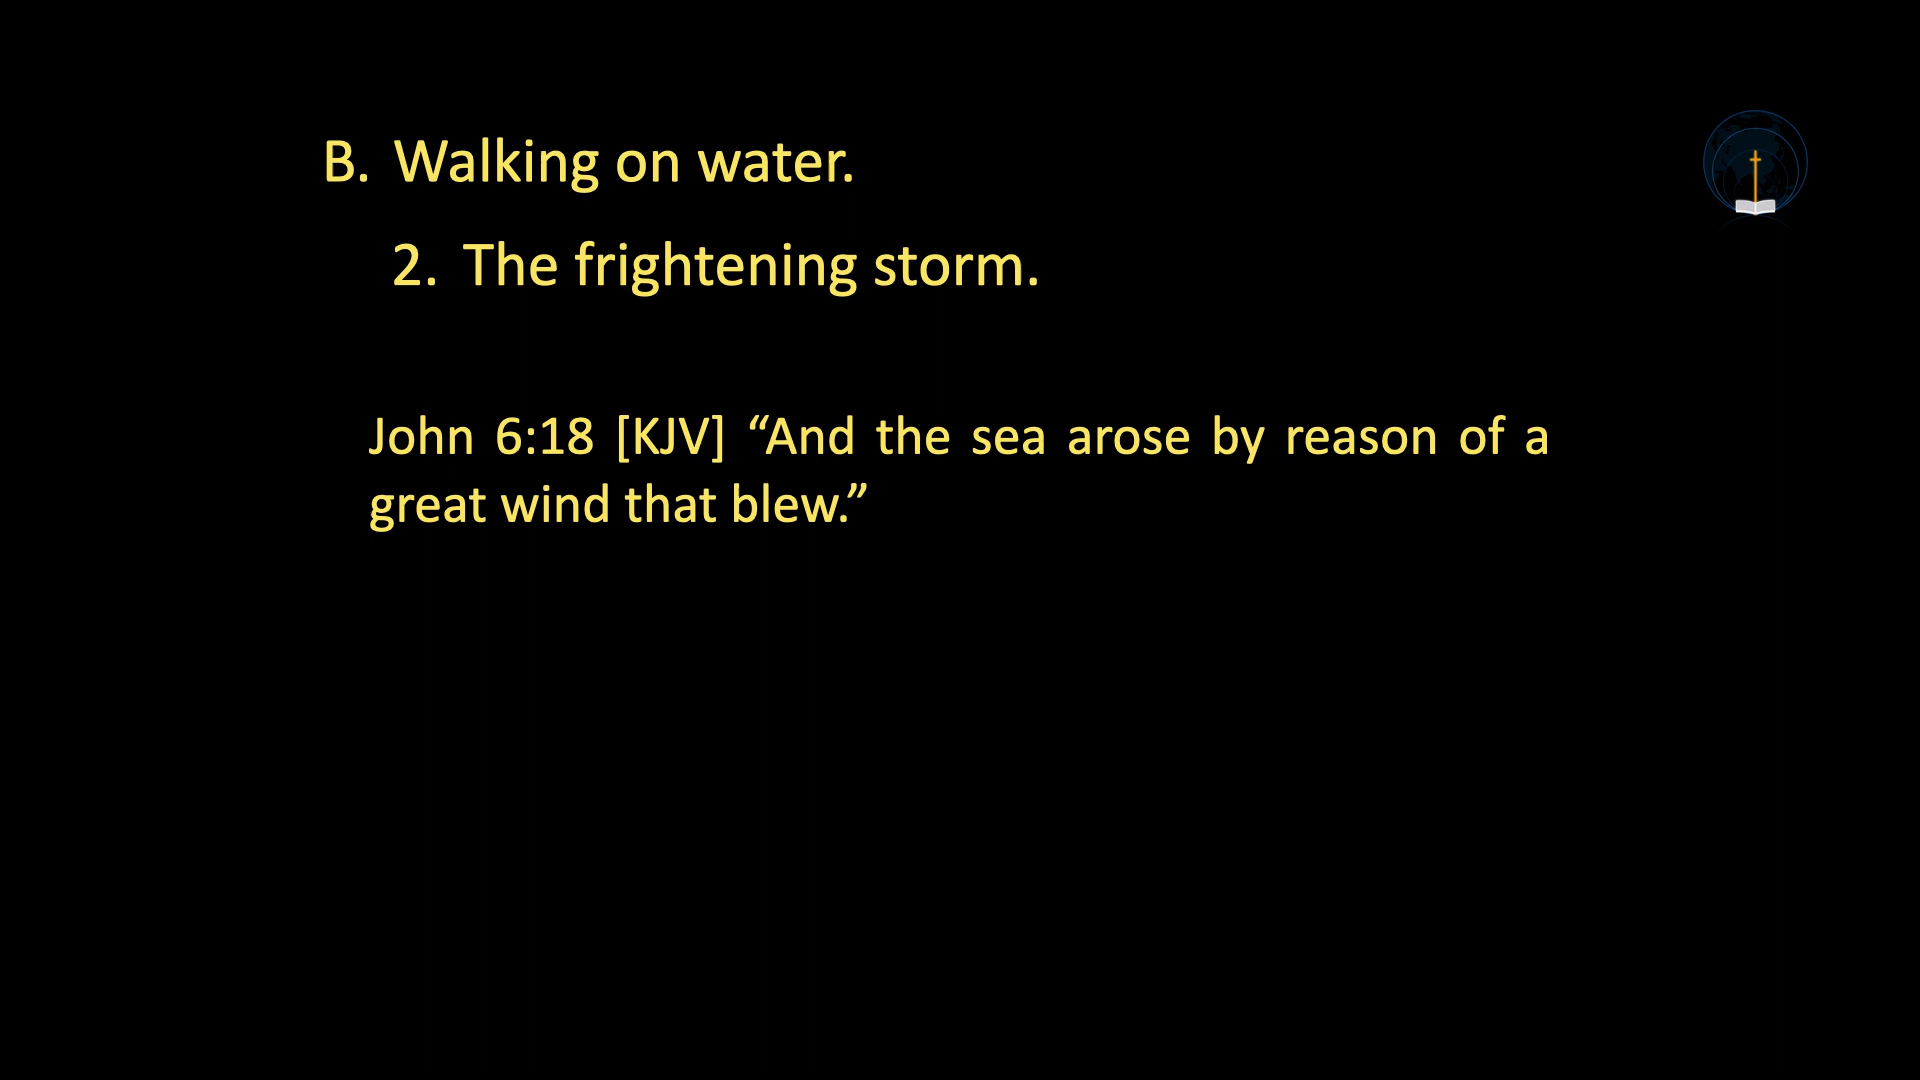 B. Walking on water.
2. The frightening storm.
John 6:18 [KJV] “And the sea arose by reason of a
great wind that blew.”